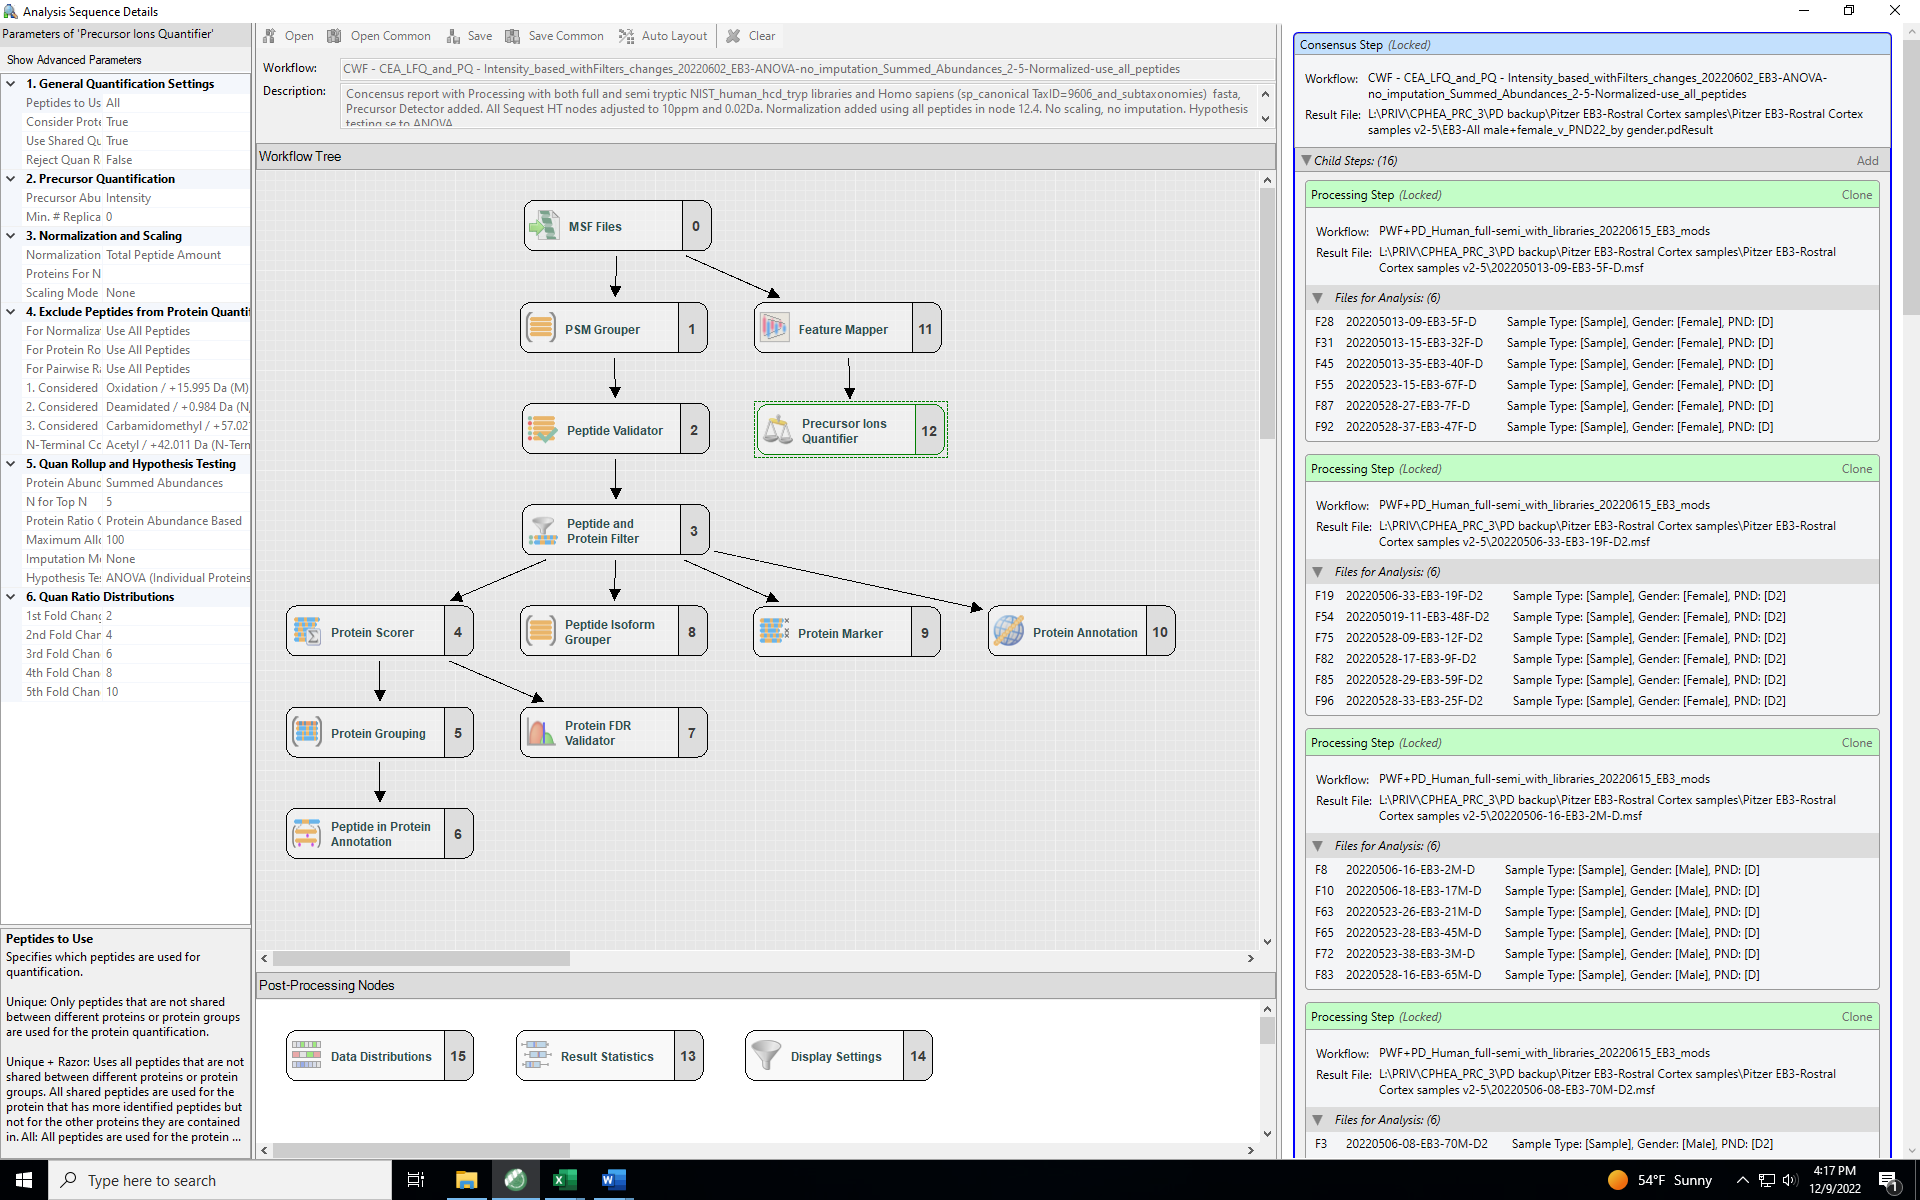 Analysis Sequence Details
Parameters of 'Precursor Ions Quantifier'
Show Advanced Parameters
1. General Quantification Settings
Peptides to Us All
Consider Prote True
Use Shared Qu True
Reject Quan R False
2. Precursor Quantification
Precursor Abu Intensity
Min. # Replica 0
3. Normalization and Scaling
Normalization Total Peptide Amount
Proteins For N
Scaling Mode None
4. Exclude Peptides from Protein Quantif
For Normalizat Use All Peptides
For Protein Ro Use All Peptides
For Pairwise Ra Use All Peptides
1. Considered Oxidation / +15.995 Da (M)
2. Considered Deamidated / +0.984 Da (N,
3. Considered Carbamidomethyl / +57.021
N-Terminal Cc Acetyl / +42.011 Da (N-Term
5. Quan Rollup and Hypothesis Testing
Protein Abund Summed Abundances
N for Top N 5
Protein Ratio C Protein Abundance Based
Maximum Allo 100
Imputation Mo None
Hypothesis Tes ANOVA (Individual Proteins
6. Quan Ratio Distributions
1st Fold Chang 2
2nd Fold Char 4
3rd Fold Chan 6
4th Fold Chan 8
5th Fold Chan 10
Peptides to Use
Specifies which peptides are used for
quantification.
Unique: Only peptides that are not shared
between different proteins or protein groups
are used for the protein quantification.
Unique + Razor: Uses all peptides that are not
shared between different proteins or protein
groups. All shared peptides are used for the
protein that has more identified peptides but
not for the other proteins they are contained
in. All: All peptides are used for the protein ...
Open Open Common Save Save Common Auto Layout Clear
Workflow: CWF - CEA_LFQ_and_PQ - Intensity_based_withFilters_changes_20220602_EB3-ANOVA-no_imputation_Summed_Abundances_2-5-Normalized-use_all_peptides
Description: Concensus report with Processing with both full and semi tryptic NIST_human_hcd_tryp libraries and Homo sapiens (sp_canonical TaxID=9606_and_subtaxonomies) fasta,
Precursor Detector added. All Sequest HT nodes adjusted to 10ppm and 0.02Da. Normalization added using all peptides in node 12.4. No scaling, no imputation. Hypothesis
testing se to ANOVA
Workflow Tree
MSF Files 0
PSM Grouper 1
Feature Mapper 11
Peptide Validator 2
Precursor Ions
Quantifier 12
Peptide and
Protein Filter 3
Protein Scorer 4
Peptide Isoform
Grouper 8
Protein Marker 9
Protein Annotation 10
Protein Grouping 5
Protein FDR
Validator 7
Peptide in Protein
Annotation 6
Post-Processing Nodes
Data Distributions 15
Result Statistics 13
Display Settings 14
Consensus Step (Locked)
Workflow: CWF - CEA_LFQ_and_PQ - Intensity_based_withFilters_changes_20220602_EB3-ANOVA-
no_imputation_Summed_Abundances_2-5-Normalized-use_all_peptides
Result File: L:\PRIV\CPHEA_PRC_3\PD backup\Pitzer EB3-Rostral Cortex samples\Pitzer EB3-Rostral Cortex
samples v2-5\EB3-All male+female_v_PND22_by gender.pdResult
Child Steps: (16) Add
Processing Step (Locked) Clone
Workflow: PWF+PD_Human_full-semi_with_libraries_20220615_EB3_mods
Result File: L:\PRIV\CPHEA_PRC_3\PD backup\Pitzer EB3-Rostral Cortex samples\Pitzer EB3-Rostral
Cortex samples v2-5\202205013-09-EB3-5F-D.msf
Files for Analysis: (6)
F28 202205013-09-EB3-5F-D Sample Type: [Sample], Gender: [Female], PND: [D]
F31 202205013-15-EB3-32F-D Sample Type: [Sample], Gender: [Female], PND: [D]
F45 202205013-35-EB3-40F-D Sample Type: [Sample], Gender: [Female], PND: [D]
F55 20220523-15-EB3-67F-D Sample Type: [Sample], Gender: [Female], PND: [D]
F87 20220528-27-EB3-7F-D Sample Type: [Sample], Gender: [Female], PND: [D]
F92 20220528-37-EB3-47F-D Sample Type: [Sample], Gender: [Female], PND: [D]
Processing Step (Locked) Clone
Workflow: PWF+PD_Human_full-semi_with_libraries_20220615_EB3_mods
Result File: L:\PRIV\CPHEA_PRC_3\PD backup\Pitzer EB3-Rostral Cortex samples\Pitzer EB3-Rostral
Cortex samples v2-5\20220506-33-EB3-19F-D2.msf
Files for Analysis: (6)
F19 20220506-33-EB3-19F-D2 Sample Type: [Sample], Gender: [Female], PND: [D2]
F54 202205019-11-EB3-48F-D2 Sample Type: [Sample], Gender: [Female], PND: [D2]
F75 20220528-09-EB3-12F-D2 Sample Type: [Sample], Gender: [Female], PND: [D2]
F82 20220528-17-EB3-9F-D2 Sample Type: [Sample], Gender: [Female], PND: [D2]
F85 20220528-29-EB3-59F-D2 Sample Type: [Sample], Gender: [Female], PND: [D2]
F96 20220528-33-EB3-25F-D2 Sample Type: [Sample], Gender: [Female], PND: [D2]
Processing Step (Locked) Clone
Workflow: PWF+PD_Human_full-semi_with_libraries_20220615_EB3_mods
Result File: L:\PRIV\CPHEA_PRC_3\PD backup\Pitzer EB3-Rostral Cortex samples\Pitzer EB3-Rostral
Cortex samples v2-5\20220506-16-EB3-2M-D.msf
Files for Analysis: (6)
F8 20220506-16-EB3-2M-D Sample Type: [Sample], Gender: [Male], PND: [D]
F10 20220506-18-EB3-17M-D Sample Type: [Sample], Gender: [Male], PND: [D]
F63 20220523-26-EB3-21M-D Sample Type: [Sample], Gender: [Male], PND: [D]
F65 20220523-28-EB3-45M-D Sample Type: [Sample], Gender: [Male], PND: [D]
F72 20220523-38-EB3-3M-D Sample Type: [Sample], Gender: [Male], PND: [D]
F83 20220528-16-EB3-65M-D Sample Type: [Sample], Gender: [Male], PND: [D]
Processing Step (Locked) Clone
Workflow: PWF+PD_Human_full-semi_with_libraries_20220615_EB3_mods
Result File: L:\PRIV\CPHEA_PRC_3\PD backup\Pitzer EB3-Rostral Cortex samples\Pitzer EB3-Rostral
Cortex samples v2-5\20220506-08-EB3-70M-D2.msf
Files for Analysis: (6)
F3 20220506-08-EB3-70M-D2 Sample Type: [Sample], Gender: [Male], PND: [D2]
Type here to search
54°F Sunny
4:17 PM
12/9/2022
1